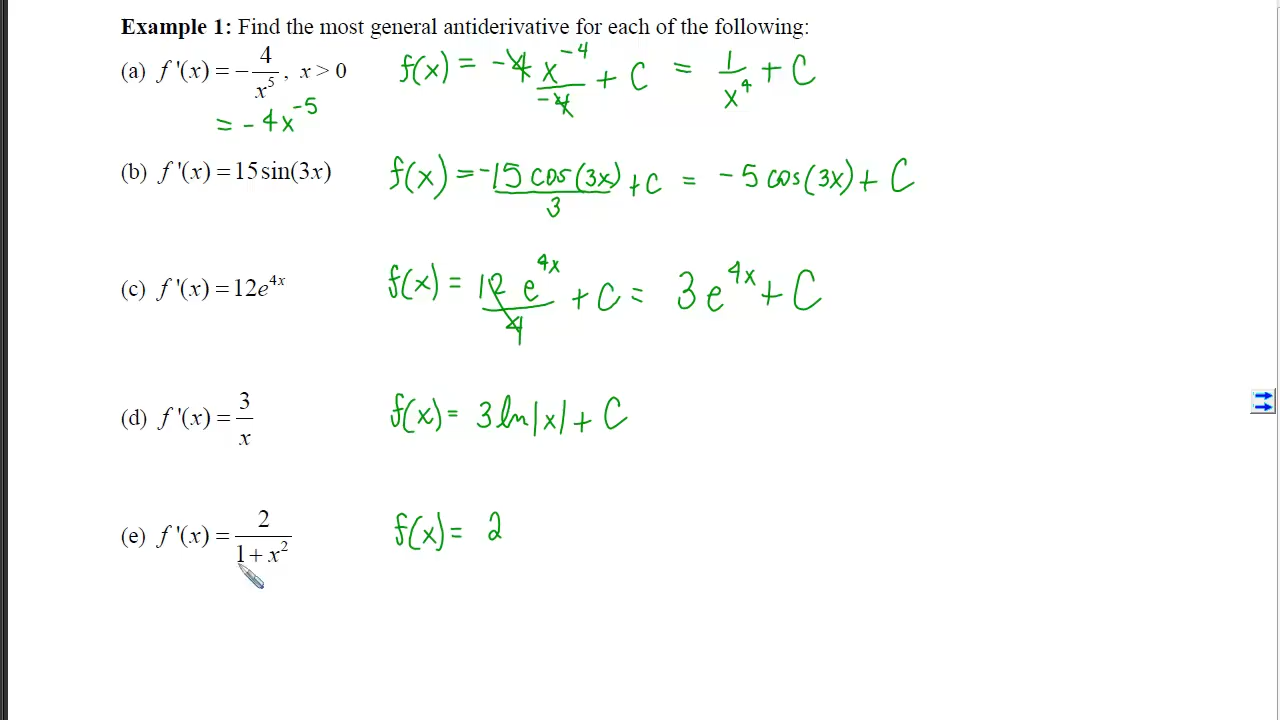 Example 1: Find the most general antiderivative for each of the following:
(a) f '(x) = −4/x⁵, x > 0 f(x) = -4 x⁻⁴/-4 + C = 1/x⁴ + C
= -4x⁻⁵
(b) f '(x) = 15sin(3x) f(x) = -15 cos(3x)/3 + C = -5 cos(3x) + C
(c) f '(x) = 12e⁴ˣ f(x) = 12 e⁴ˣ/4 + C = 3e⁴ˣ + C
(d) f '(x) = 3/x f(x) = 3 ln|x| + C
(e) f '(x) = 2/(1 + x²) f(x) = 2